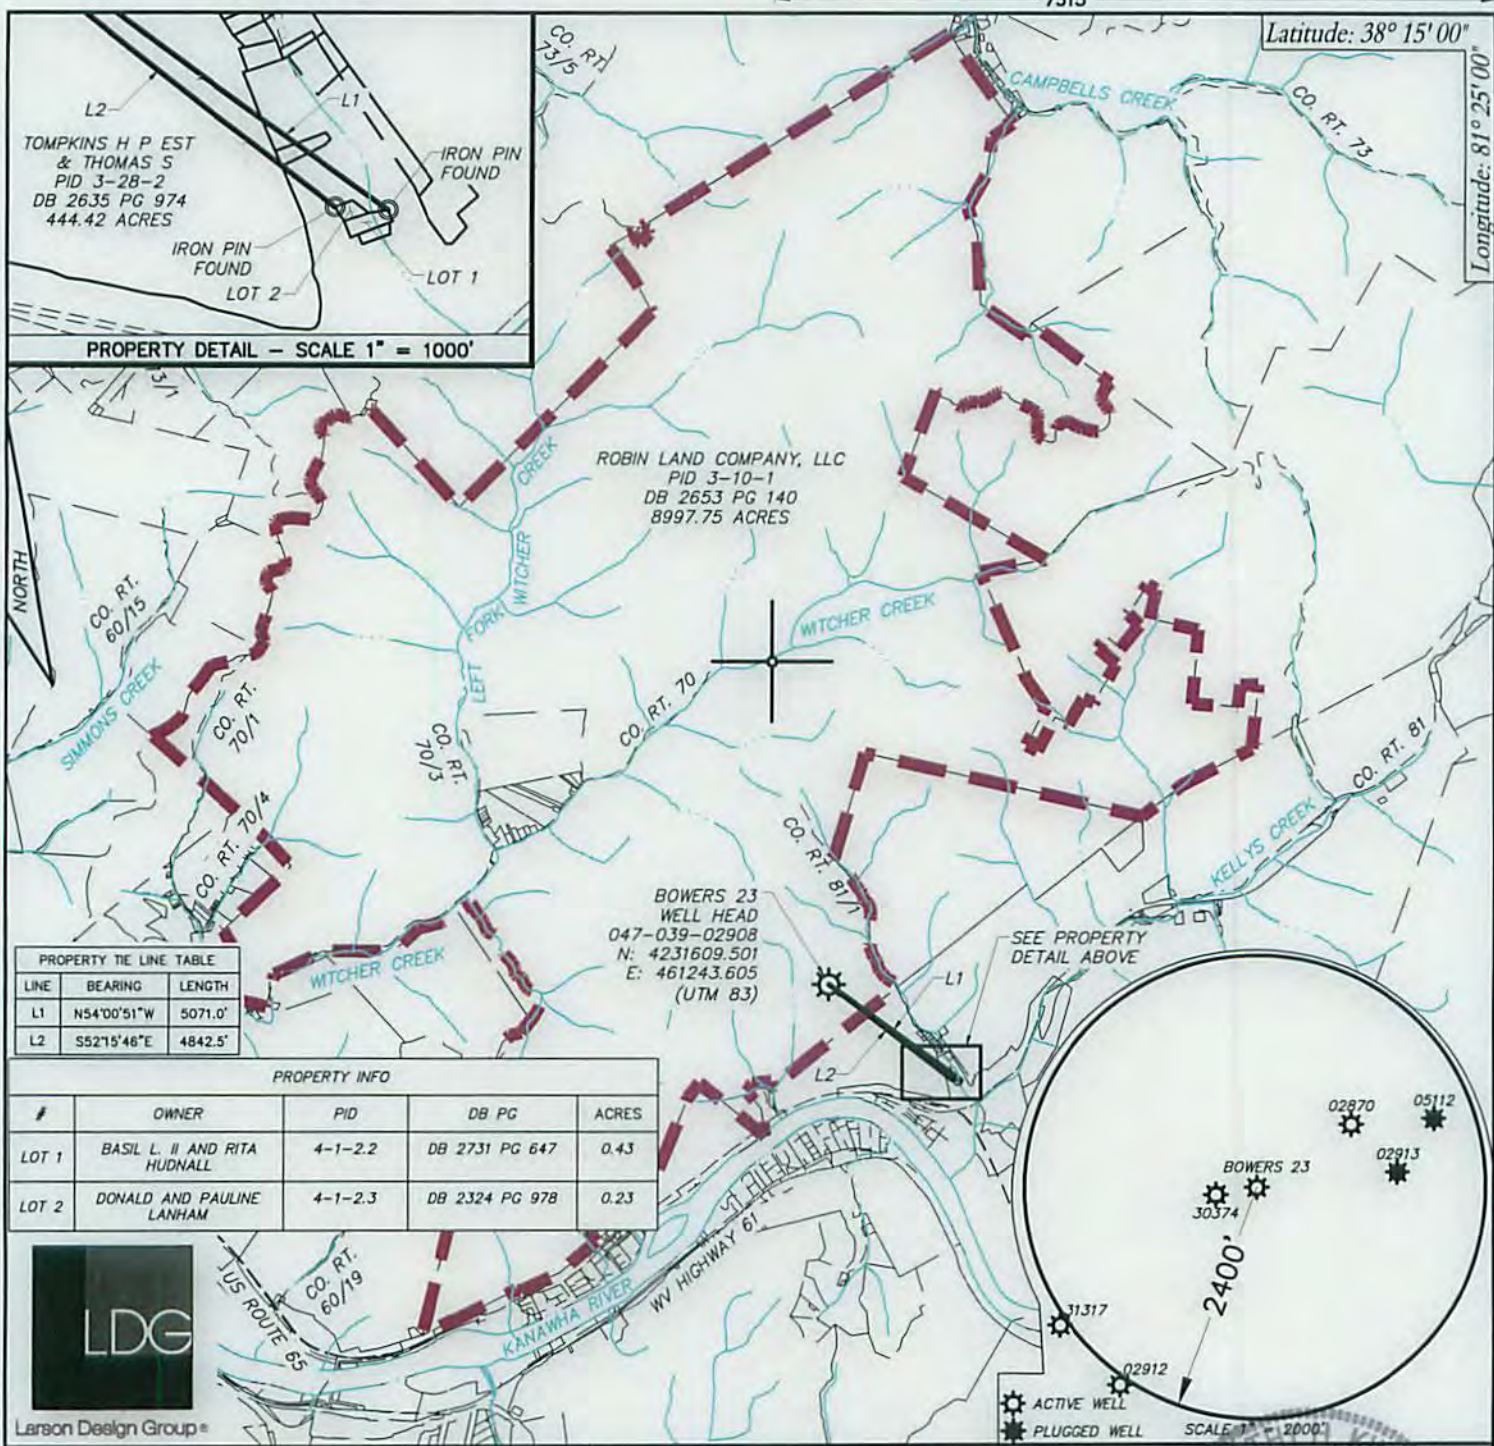 7515
Latitude: 38° 15' 00"
Longitude: 81° 25' 00"
L2
L1
TOMPKINS H P EST
& THOMAS S
PID 3-28-2
DB 2635 PG 974
444.42 ACRES
IRON PIN
FOUND
IRON PIN
FOUND
LOT 2
LOT 1
PROPERTY DETAIL - SCALE 1" = 1000'
CO. RT.
73/5
CAMPBELLS CREEK
CO. RT. 73
NORTH
ROBIN LAND COMPANY, LLC
PID 3-10-1
DB 2653 PG 140
8997.75 ACRES
LEFT FORK WITCHER CREEK
WITCHER CREEK
CO. RT.
60/15
SIMMONS CREEK
CO. RT.
70/1
CO. RT.
70/3
CO. RT. 70
CO. RT. 70/4
CO. RT. 81
CO. RT. 81/1
KELLYS CREEK
WITCHER CREEK
BOWERS 23
WELL HEAD
047-039-02908
N: 4231609.501
E: 461243.605
(UTM 83)
L1
L2
SEE PROPERTY
DETAIL ABOVE
PROPERTY TIE LINE TABLE
LINE BEARING LENGTH
L1 N54°00'51"W 5071.0'
L2 S52°15'46"E 4842.5'
PROPERTY INFO
# OWNER PID DB PG ACRES
LOT 1 BASIL L. II AND RITA HUDNALL 4-1-2.2 DB 2731 PG 647 0.43
LOT 2 DONALD AND PAULINE LANHAM 4-1-2.3 DB 2324 PG 978 0.23
US ROUTE 65
CO. RT.
60/19
KANAWHA RIVER
WV HIGHWAY 61
LDG
Larson Design Group®
02870
05112
02913
BOWERS 23
30374
2400'
31317
02912
ACTIVE WELL
PLUGGED WELL
SCALE 1" = 2000'